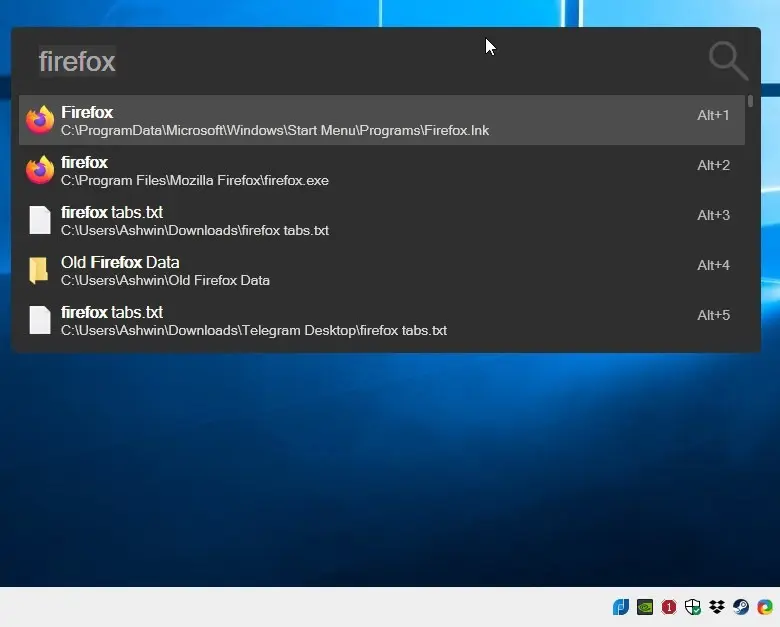 firefox
Firefox
Alt+1
C:\ProgramData\Microsoft\Windows\Start Menu\Programs\Firefox.lnk
firefox
Alt+2
C:\Program Files\Mozilla Firefox\firefox.exe
firefox tabs.txt
Alt+3
C:\Users\Ashwin\Downloads\firefox tabs.txt
Old Firefox Data
Alt+4
C:\Users\Ashwin\Old Firefox Data
firefox tabs.txt
Alt+5
C:\Users\Ashwin\Downloads\Telegram Desktop\firefox tabs.txt
1